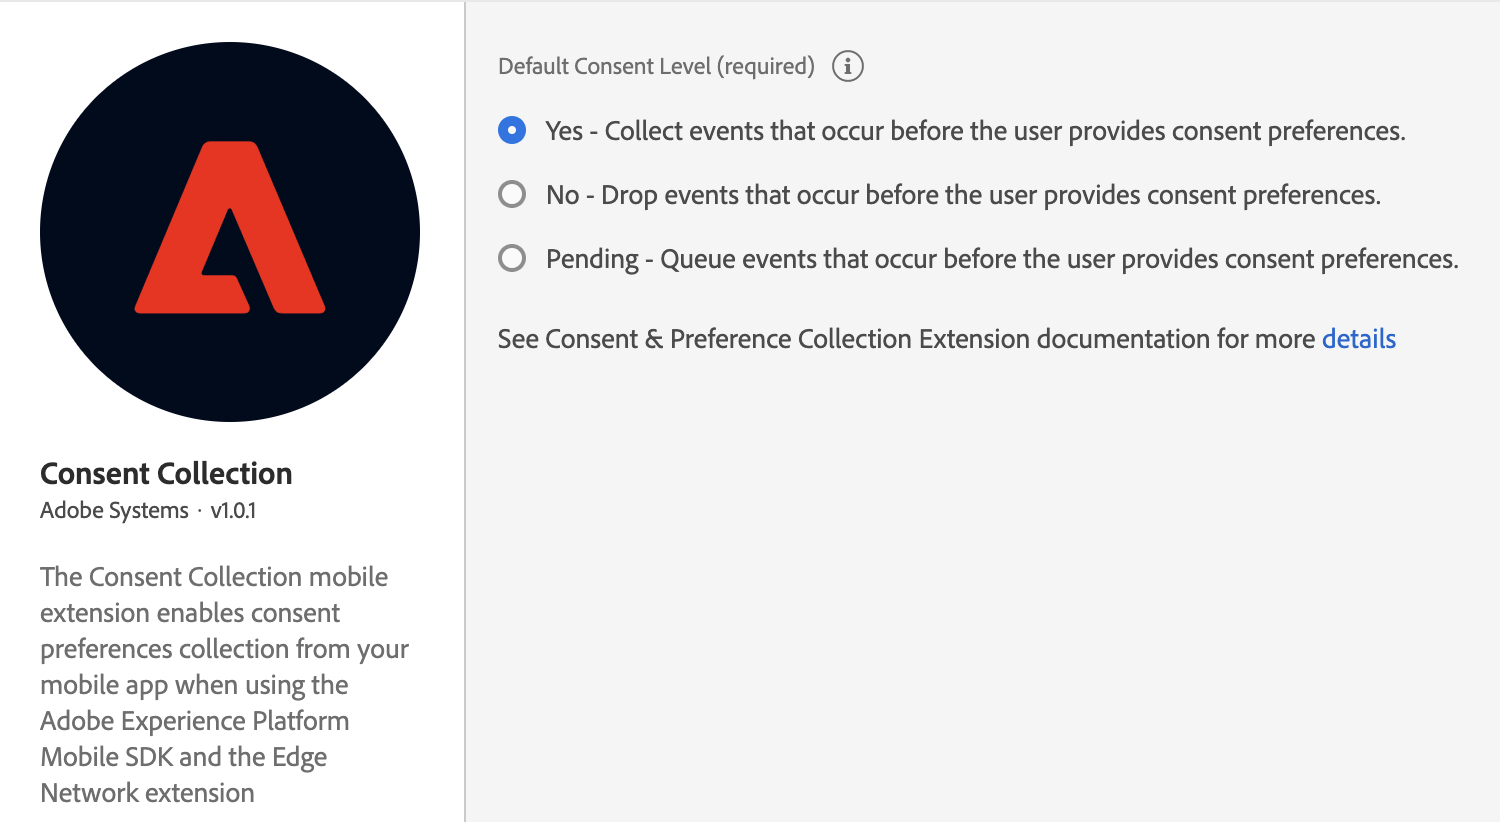 Default Consent Level (required)
Yes - Collect events that occur before the user provides consent preferences.
No - Drop events that occur before the user provides consent preferences.
Pending - Queue events that occur before the user provides consent preferences.
See Consent & Preference Collection Extension documentation for more details
Consent Collection
Adobe Systems · v1.0.1
The Consent Collection mobile
extension enables consent
preferences collection from your
mobile app when using the
Adobe Experience Platform
Mobile SDK and the Edge
Network extension